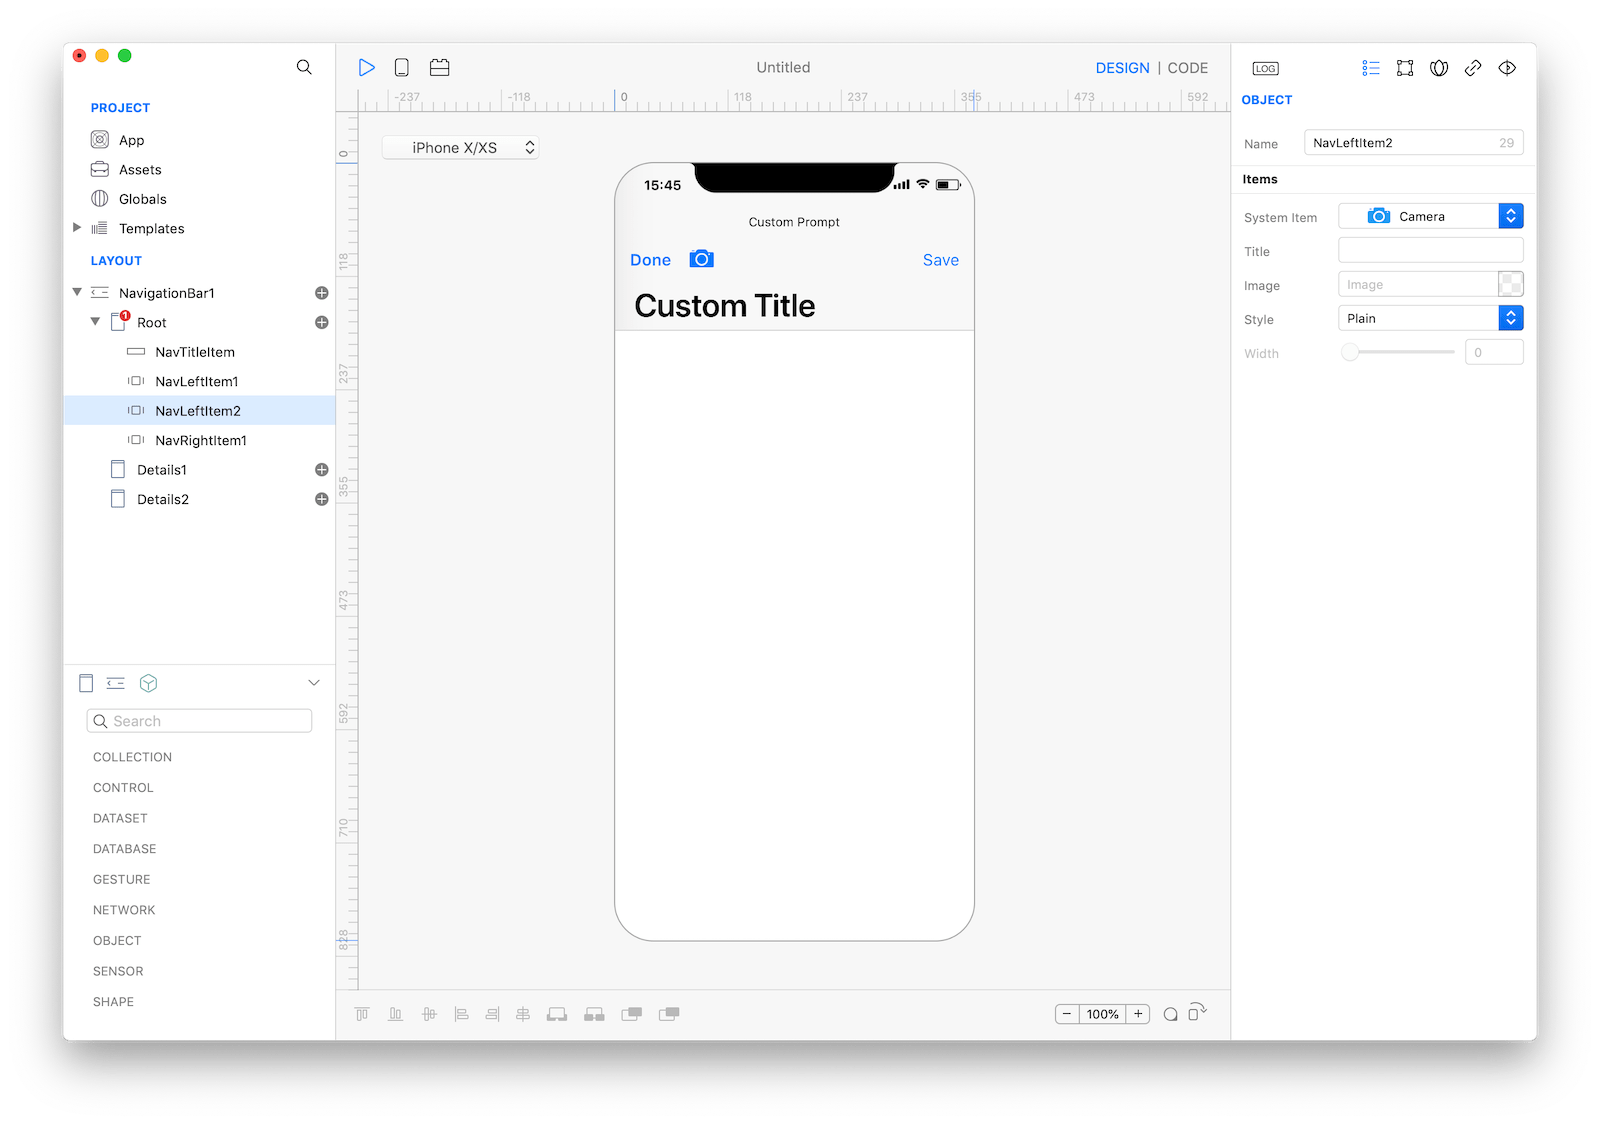 Untitled
DESIGN | CODE
LOG
PROJECT
App
Assets
Globals
Templates
LAYOUT
NavigationBar1
1
Root
NavTitleItem
NavLeftItem1
NavLeftItem2
NavRightItem1
Details1
Details2
Search
COLLECTION
CONTROL
DATASET
DATABASE
GESTURE
NETWORK
OBJECT
SENSOR
SHAPE
-237 -118 0 118 237 355 473 592
0
118
237
355
473
592
710
828
iPhone X/XS
15:45
Custom Prompt
Done
Save
Custom Title
− 100% +
OBJECT
Name NavLeftItem2 29
Items
System Item Camera
Title
Image Image
Style Plain
Width 0